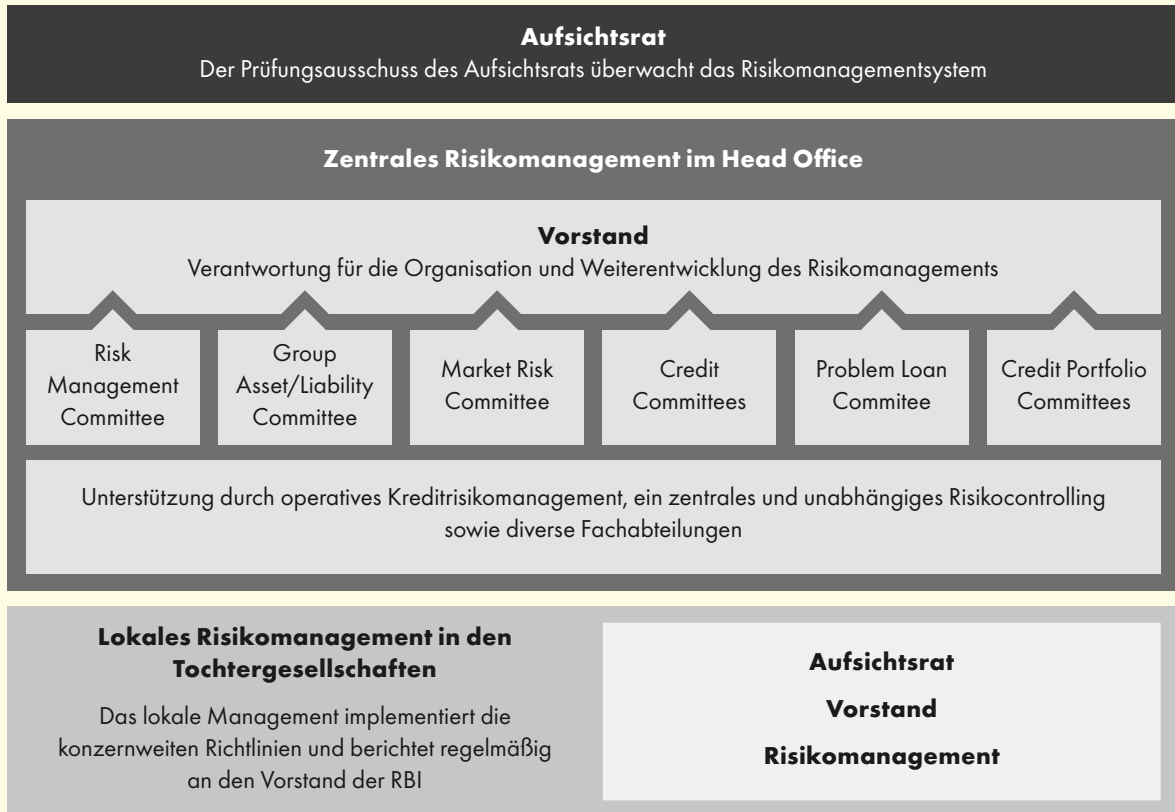 Aufsichtsrat
Der Prüfungsausschuss des Aufsichtsrats überwacht das Risikomanagementsystem
Zentrales Risikomanagement im Head Office
Vorstand
Verantwortung für die Organisation und Weiterentwicklung des Risikomanagements
Risk
Management
Committee
Group
Asset/Liability
Committee
Market Risk
Committee
Credit
Committees
Problem Loan
Commitee
Credit Portfolio
Committees
Unterstützung durch operatives Kreditrisikomanagement, ein zentrales und unabhängiges Risikocontrolling
sowie diverse Fachabteilungen
Lokales Risikomanagement in den
Tochtergesellschaften
Das lokale Management implementiert die
konzernweiten Richtlinien und berichtet regelmäßig
an den Vorstand der RBI
Aufsichtsrat
Vorstand
Risikomanagement